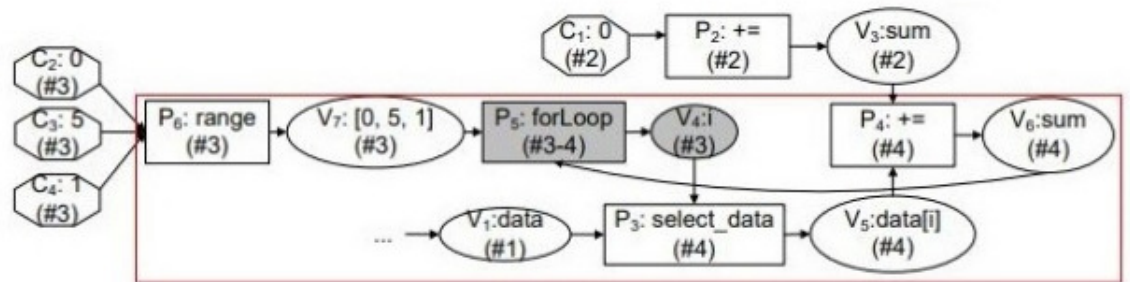 C₁: 0
(#2)
P₂: +=
(#2)
V₃:sum
(#2)
C₂: 0
(#3)
C₃: 5
(#3)
C₄: 1
(#3)
P₆: range
(#3)
V₇: [0, 5, 1]
(#3)
P₅: forLoop
(#3-4)
V₄:i
(#3)
P₄: +=
(#4)
V₆:sum
(#4)
...
V₁:data
(#1)
P₃: select_data
(#4)
V₅:data[i]
(#4)